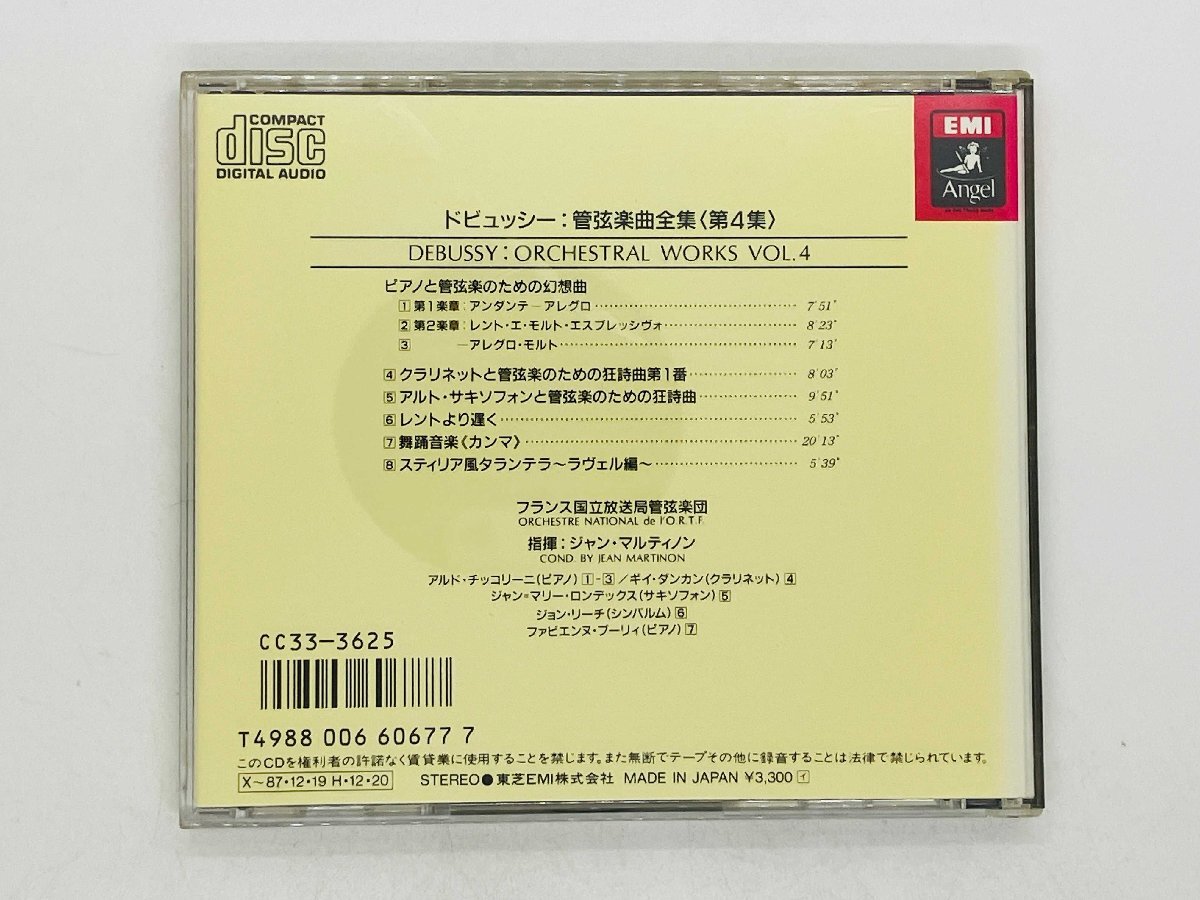 COMPACT
disc
DIGITAL AUDIO
EMI
Angel
ドビュッシー：管弦楽曲全集〈第4集〉
DEBUSSY：ORCHESTRAL WORKS VOL.4
ピアノと管弦楽のための幻想曲
1 第1楽章：アンダンテ―アレグロ 7'51"
2 第2楽章：レント・エ・モルト・エスプレッシヴォ 8'23"
3 ―アレグロ・モルト 7'13"
4 クラリネットと管弦楽のための狂詩曲第1番 8'03"
5 アルト・サキソフォンと管弦楽のための狂詩曲 9'51"
6 レントより遅く 5'53"
7 舞踊音楽《カンマ》 20'13"
8 スティリア風タランテラ～ラヴェル編～ 5'39"
フランス国立放送局管弦楽団
ORCHESTRE NATIONAL de l'O.R.T.F.
指揮：ジャン・マルティノン
COND. BY JEAN MARTINON
アルド・チッコリーニ(ピアノ) 1-3／ギイ・ダンカン(クラリネット) 4
ジャン=マリー・ロンデックス(サキソフォン) 5
ジョン・リーチ(シンバルム) 6
ファビエンヌ・ブーリィ(ピアノ) 7
CC33-3625
T4988 006 60677 7
このCDを権利者の許諾なく賃貸業に使用することを禁じます。また無断でテープその他に録音することは法律で禁じられています。
X～87・12・19 H・12・20 STEREO●東芝EMI株式会社 MADE IN JAPAN ¥3,300 イ